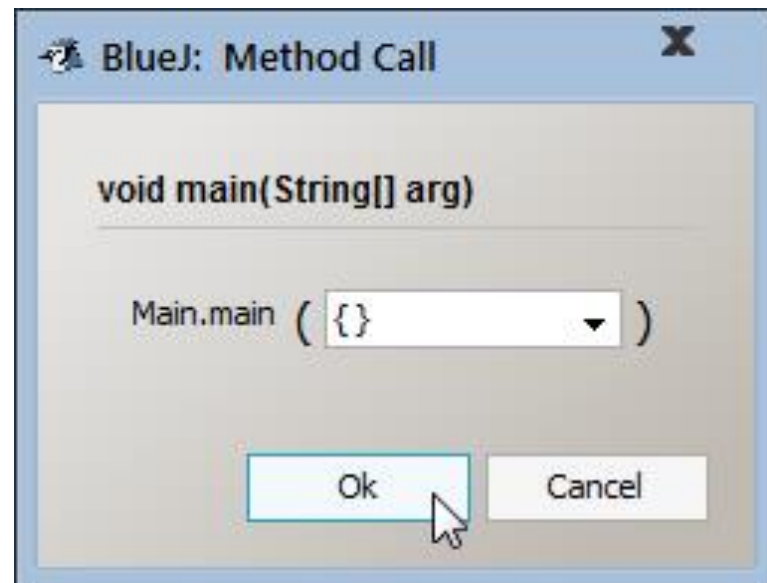 BlueJ: Method Call
void main(String[] arg)
Main.main ( {} )
Ok Cancel